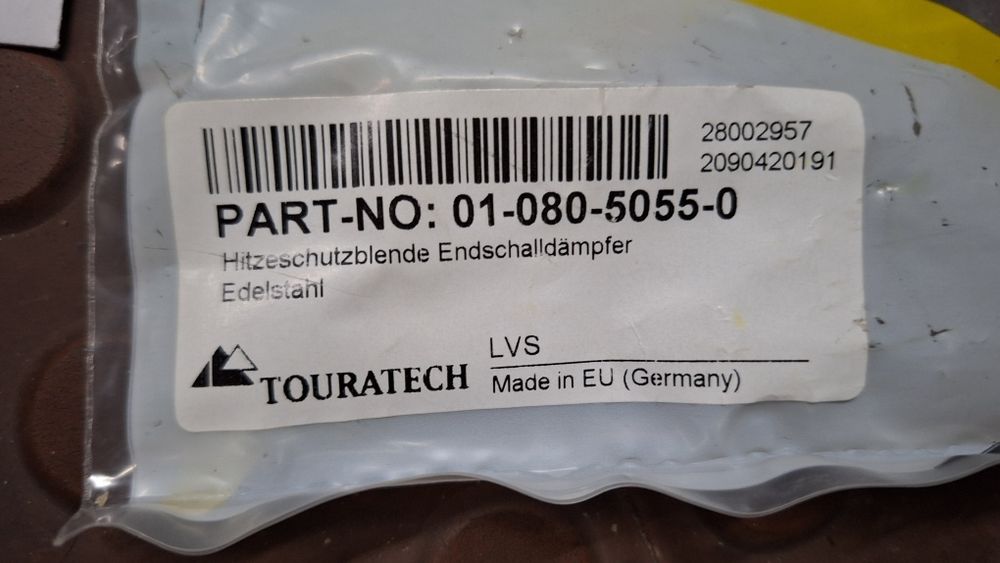 28002957
2090420191
PART-NO: 01-080-5055-0
Hitzeschutzblende Endschalldämpfer
Edelstahl
TOURATECH
LVS
Made in EU (Germany)